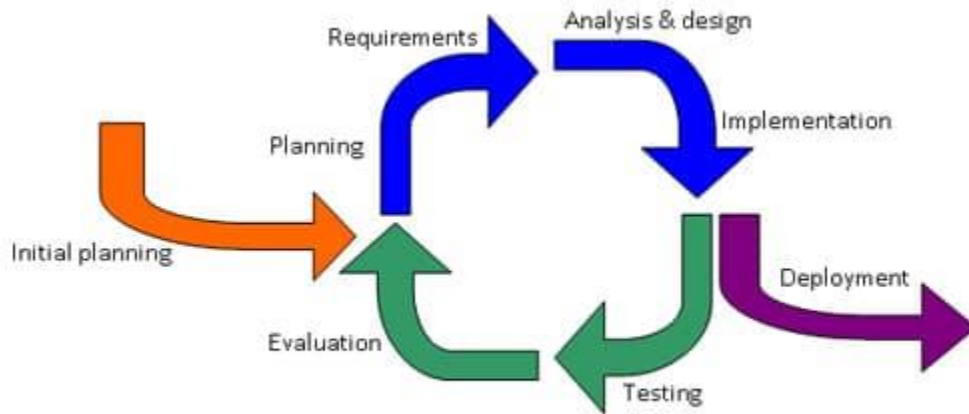 Analysis & design
Requirements
Implementation
Planning
Initial planning
Deployment
Evaluation
Testing